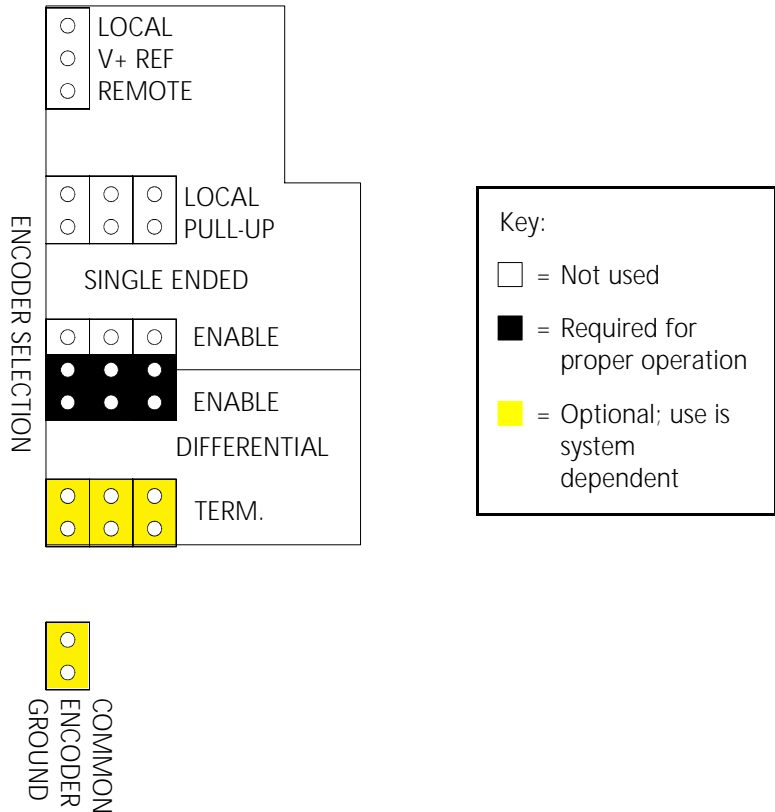 LOCAL
V+ REF
REMOTE
LOCAL
PULL-UP
SINGLE ENDED
ENABLE
ENABLE
DIFFERENTIAL
TERM.
ENCODER SELECTION
COMMON
ENCODER
GROUND
Key:
= Not used
= Required for
proper operation
= Optional; use is
system
dependent